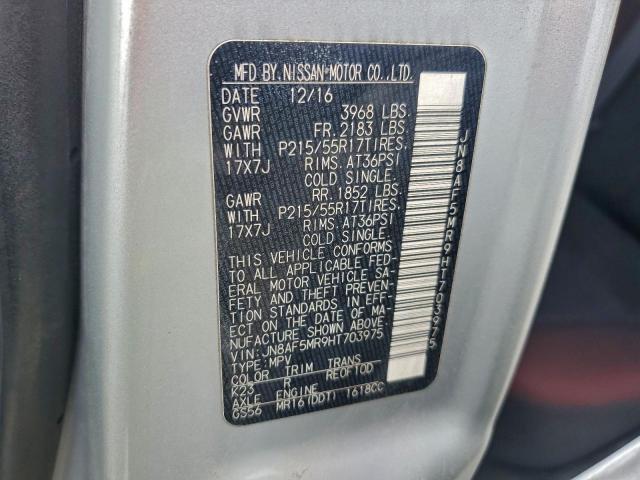 MFD BY NISSAN MOTOR CO.,LTD.
DATE 12/16
GVWR 3968 LBS.
GAWR FR. 2183 LBS.
WITH P215/55R17TIRES.
17X7J RIMS. AT36PSI
COLD SINGLE.
GAWR RR. 1852 LBS.
WITH P215/55R17TIRES.
17X7J RIMS. AT36PSI
COLD SINGLE.
THIS VEHICLE CONFORMS
TO ALL APPLICABLE FED-
ERAL MOTOR VEHICLE SA-
FETY AND THEFT PREVEN-
TION STANDARDS IN EFF-
ECT ON THE DATE OF MA-
NUFACTURE SHOWN ABOVE.
VIN: JN8AF5MR9HT703975
TYPE: MPV
COLOR TRIM TRANS
K23 R RE0F10D
AXLE ENGINE
GS56 MR16(DDT) 1618CC
JN8AF5MR9HT703975